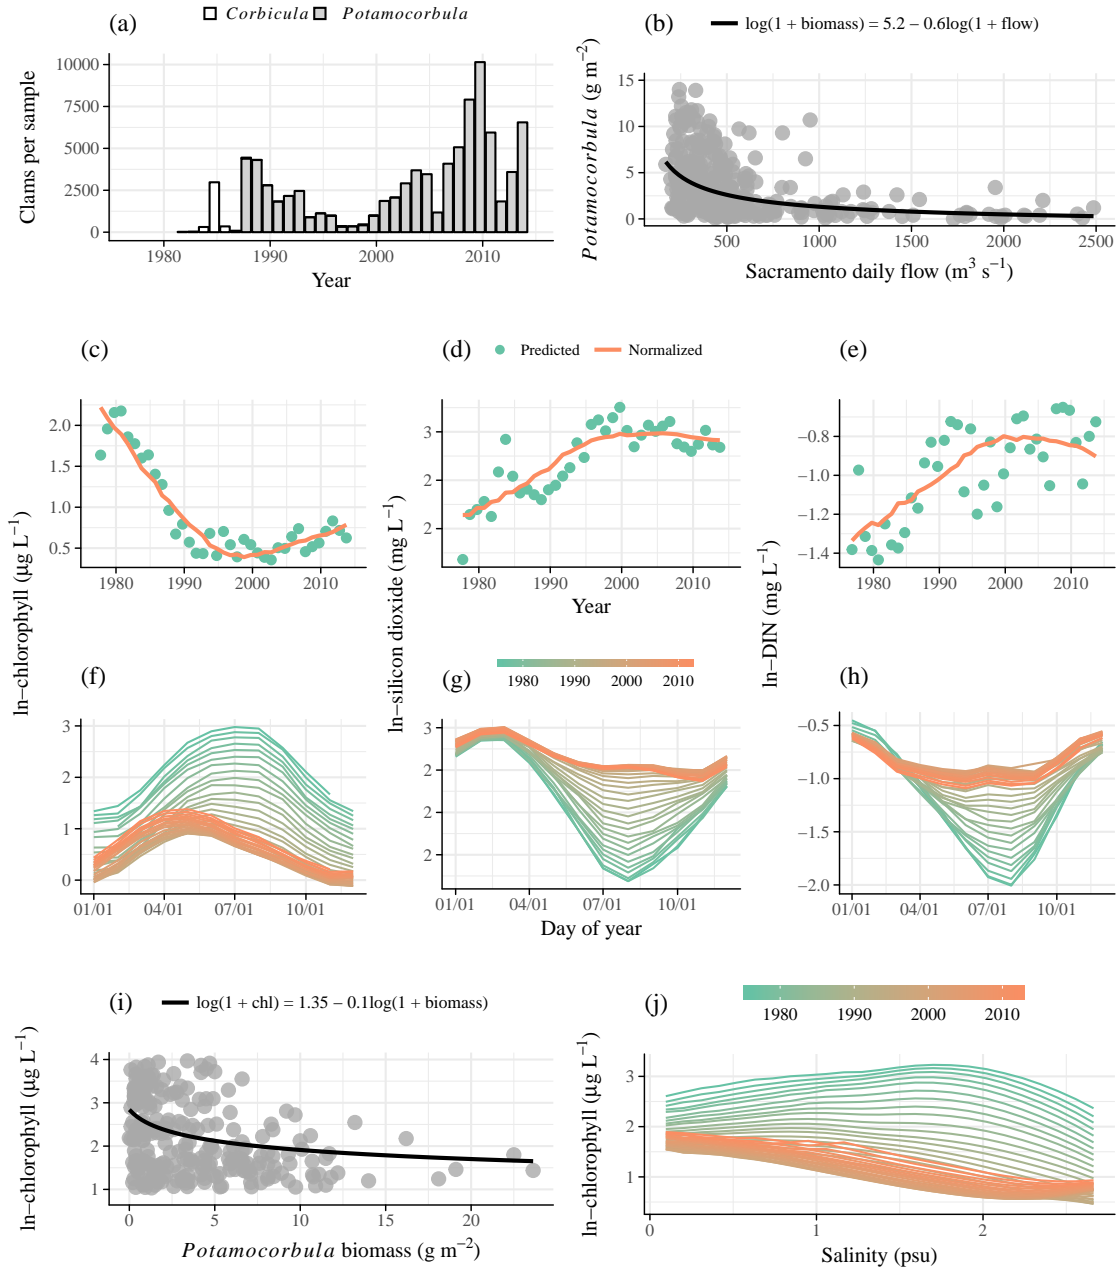 (a)
Corbicula Potamocorbula
Clams per sample
10000
7500
5000
2500
0
1980 1990 2000 2010
Year
(b)
log(1 + biomass) = 5.2 − 0.6log(1 + flow)
Potamocorbula (g m−2)
15
10
5
0
500 1000 1500 2000 2500
Sacramento daily flow (m3 s−1)
(c)
(d)
Predicted Normalized
(e)
ln−chlorophyll (μg L−1)
2.0
1.5
1.0
0.5
1980 1990 2000 2010
ln−silicon dioxide (mg L−1)
3
2
2
1980 1990 2000 2010
Year
ln−DIN (mg L−1)
−0.8
−1.0
−1.2
−1.4
1980 1990 2000 2010
(f)
3
2
1
0
01/01 04/01 07/01 10/01
(g)
1980 1990 2000 2010
3
2
2
2
01/01 04/01 07/01 10/01
Day of year
(h)
−0.5
−1.0
−1.5
−2.0
01/01 04/01 07/01 10/01
(i)
log(1 + chl) = 1.35 − 0.1log(1 + biomass)
ln−chlorophyll (μg L−1)
4
3
2
1
0 5 10 15 20
Potamocorbula biomass (g m−2)
(j)
1980 1990 2000 2010
ln−chlorophyll (μg L−1)
3
2
1
0 1 2
Salinity (psu)